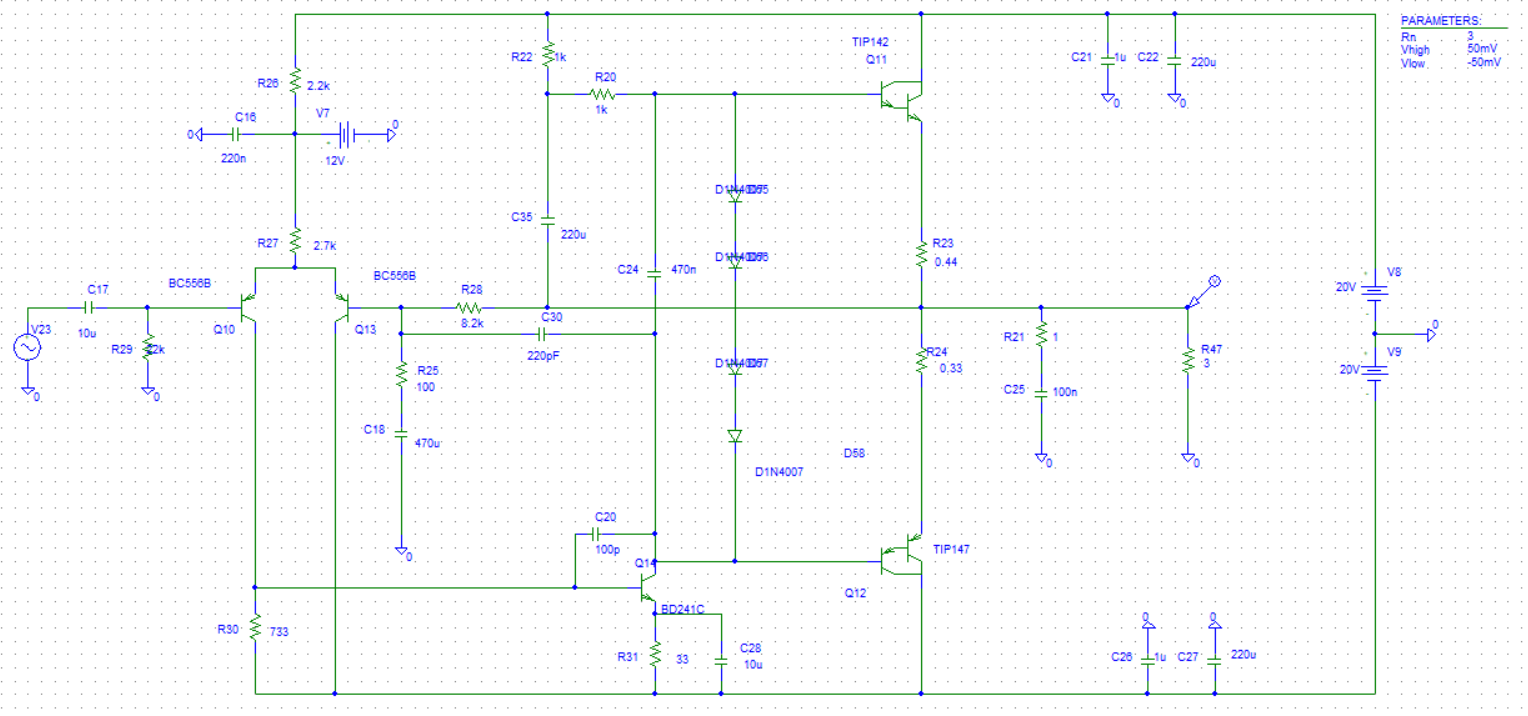 PARAMETERS:
Rn 3
Vhigh 50mV
Vlow -50mV
TIP142
Q11
R22 1k
C21 1u C22 220u
0 0
R26 2.2k
R20
1k
C16
V7
0 0
220n
12V
D1N4007
C35
220u
R27 2.7k
R23
0.44
D1N4007
C24 470n
BC556B
BC556B
V8
20V
C17
10u
Q10
Q13
R28
8.2k
C30
220pF
V23
R29
R21 1
0
R24
0.33
R47
3
V9
20V
D1N4007
R25
100
C25 100n
0 0
C18
470u
0 0
D58
D1N4007
C20
100p
0
Q14
TIP147
Q12
BD241C
R30 733
R31 33
C28
10u
0 0
C26 1u C27 220u